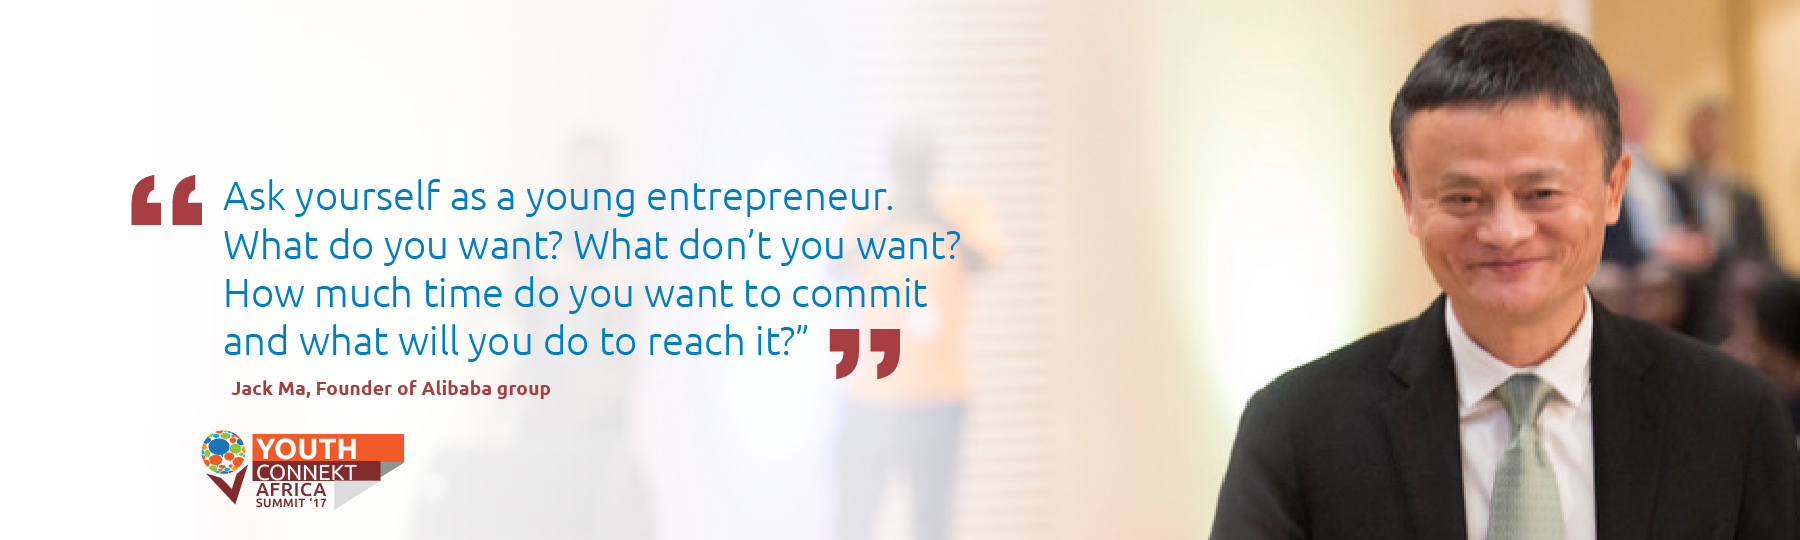 “ Ask yourself as a young entrepreneur.
What do you want? What don’t you want?
How much time do you want to commit
and what will you do to reach it?” ”
Jack Ma, Founder of Alibaba group
YOUTH
CONNEKT
AFRICA
SUMMIT ‘17